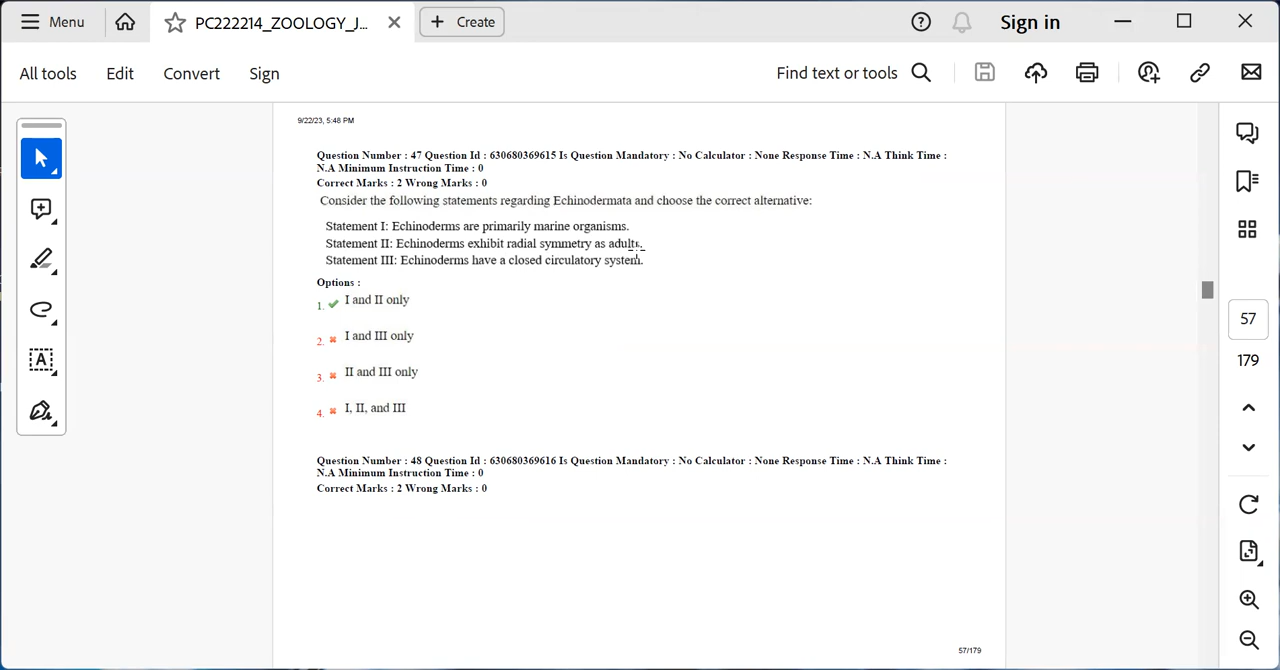 Menu
PC222214_ZOOLOGY_J...
Create
Sign in
All tools
Edit
Convert
Sign
Find text or tools
9/22/23, 5:48 PM
Question Number : 47 Question Id : 630680369615 Is Question Mandatory : No Calculator : None Response Time : N.A Think Time :
N.A Minimum Instruction Time : 0
Correct Marks : 2 Wrong Marks : 0
Consider the following statements regarding Echinodermata and choose the correct alternative:
Statement I: Echinoderms are primarily marine organisms.
Statement II: Echinoderms exhibit radial symmetry as adults.
Statement III: Echinoderms have a closed circulatory system.
Options :
1. I and II only
2. I and III only
3. II and III only
4. I, II, and III
Question Number : 48 Question Id : 630680369616 Is Question Mandatory : No Calculator : None Response Time : N.A Think Time :
N.A Minimum Instruction Time : 0
Correct Marks : 2 Wrong Marks : 0
57/179
57
179